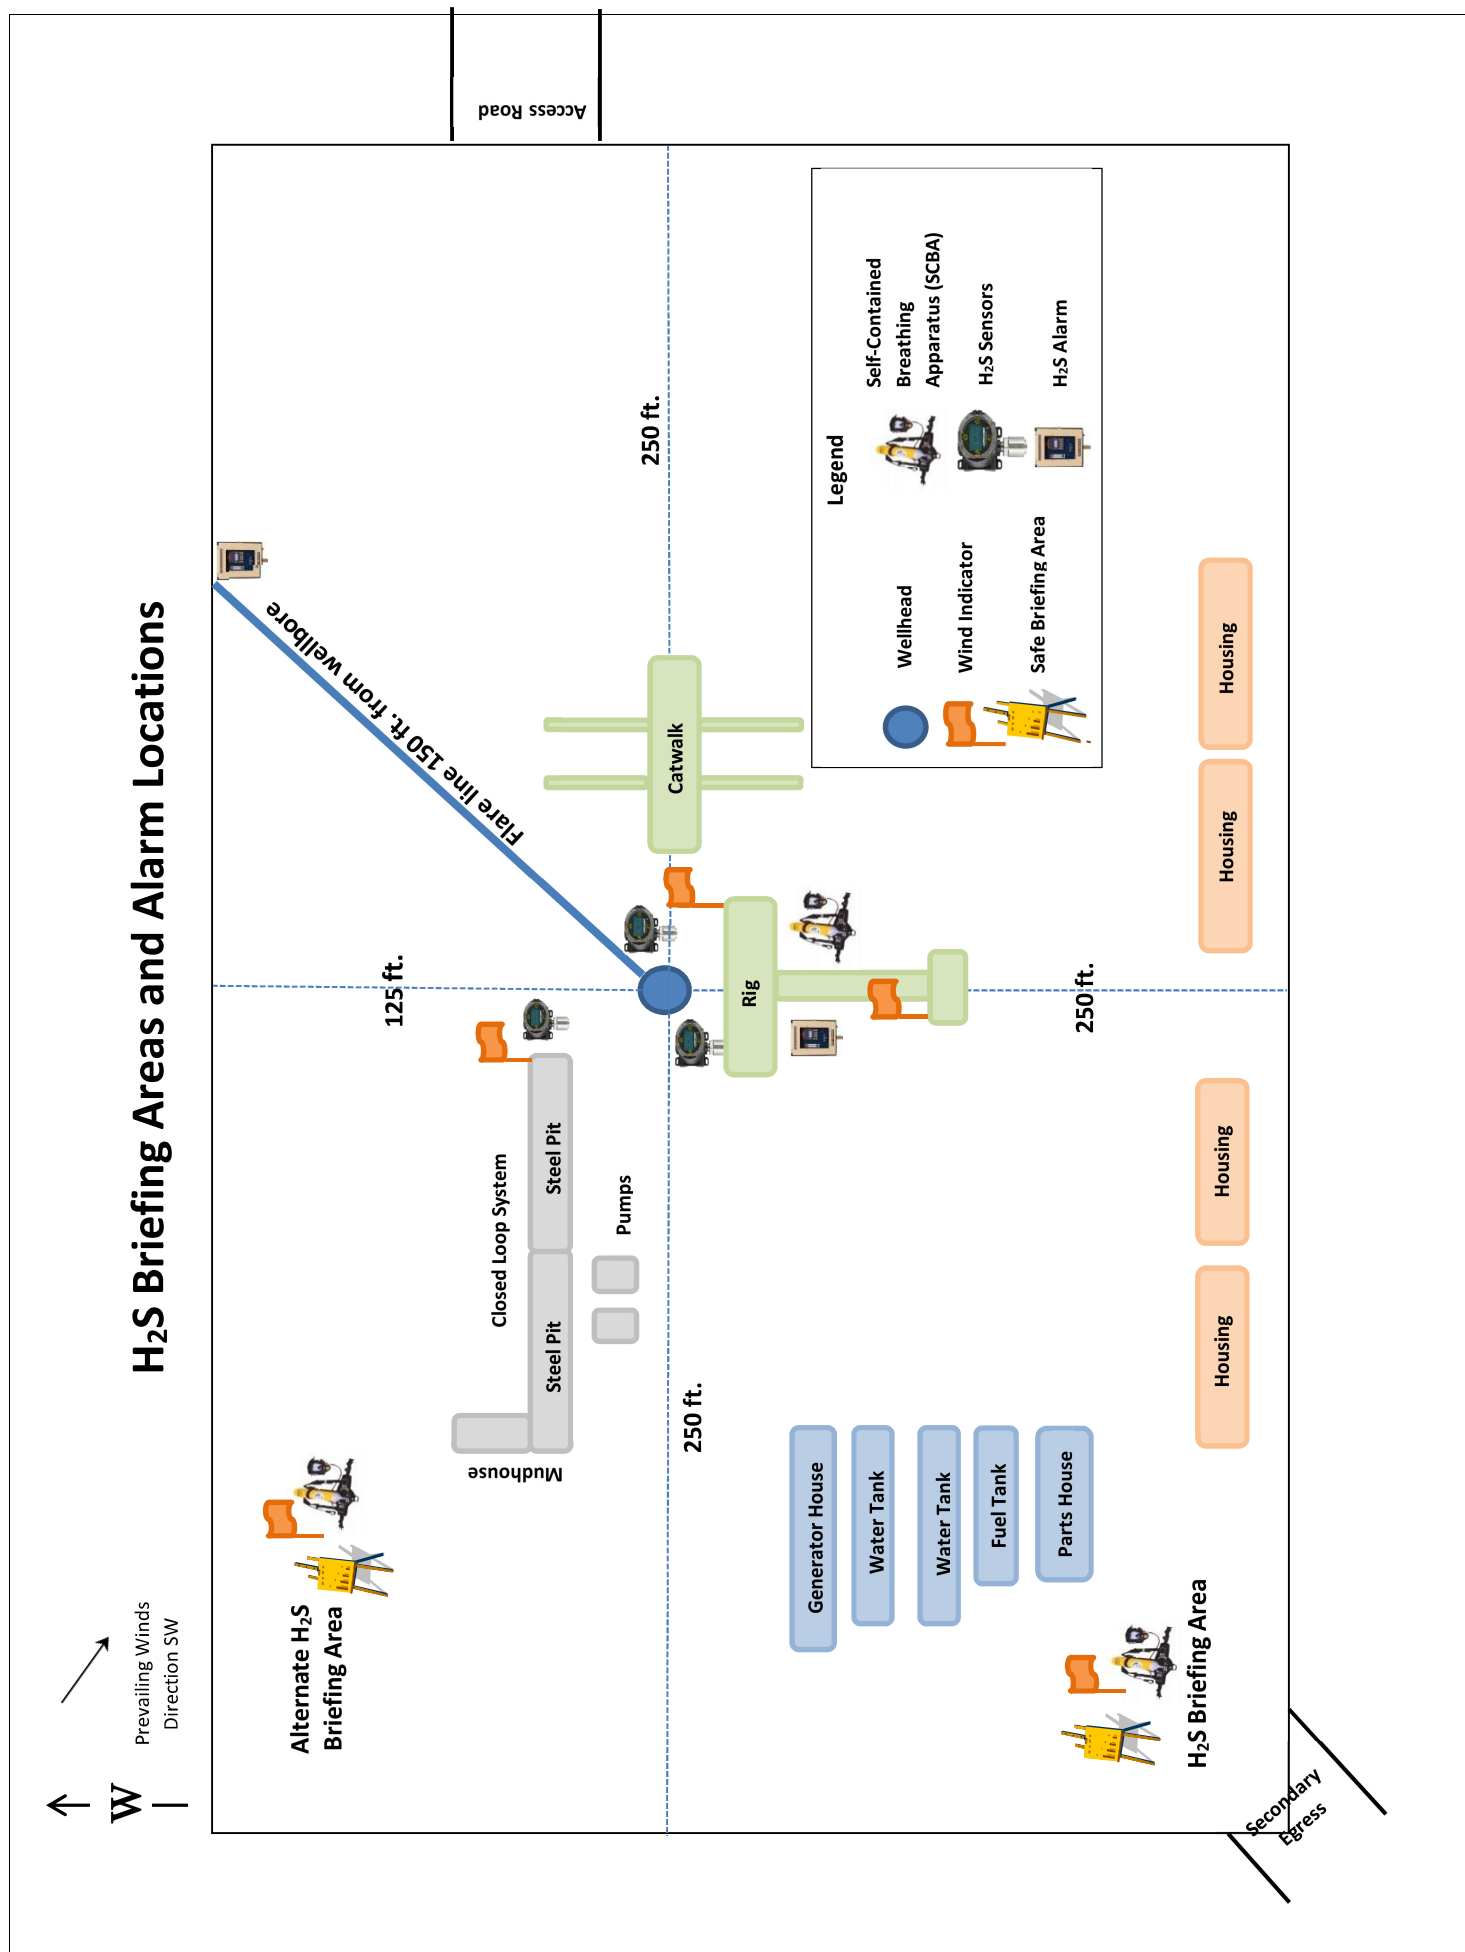 H₂S Briefing Areas and Alarm Locations
W
Prevailing Winds
Direction SW
Alternate H₂S
Briefing Area
Mudhouse
Closed Loop System
Steel Pit
Steel Pit
Pumps
125 ft.
Flare line 150 ft. from wellbore
Access Road
250 ft.
250 ft.
Catwalk
Rig
250 ft.
Generator House
Water Tank
Water Tank
Fuel Tank
Parts House
H₂S Briefing Area
Secondary
Egress
Housing
Housing
Housing
Housing
Legend
Wellhead
Wind Indicator
Safe Briefing Area
Self-Contained
Breathing
Apparatus (SCBA)
H₂S Sensors
H₂S Alarm